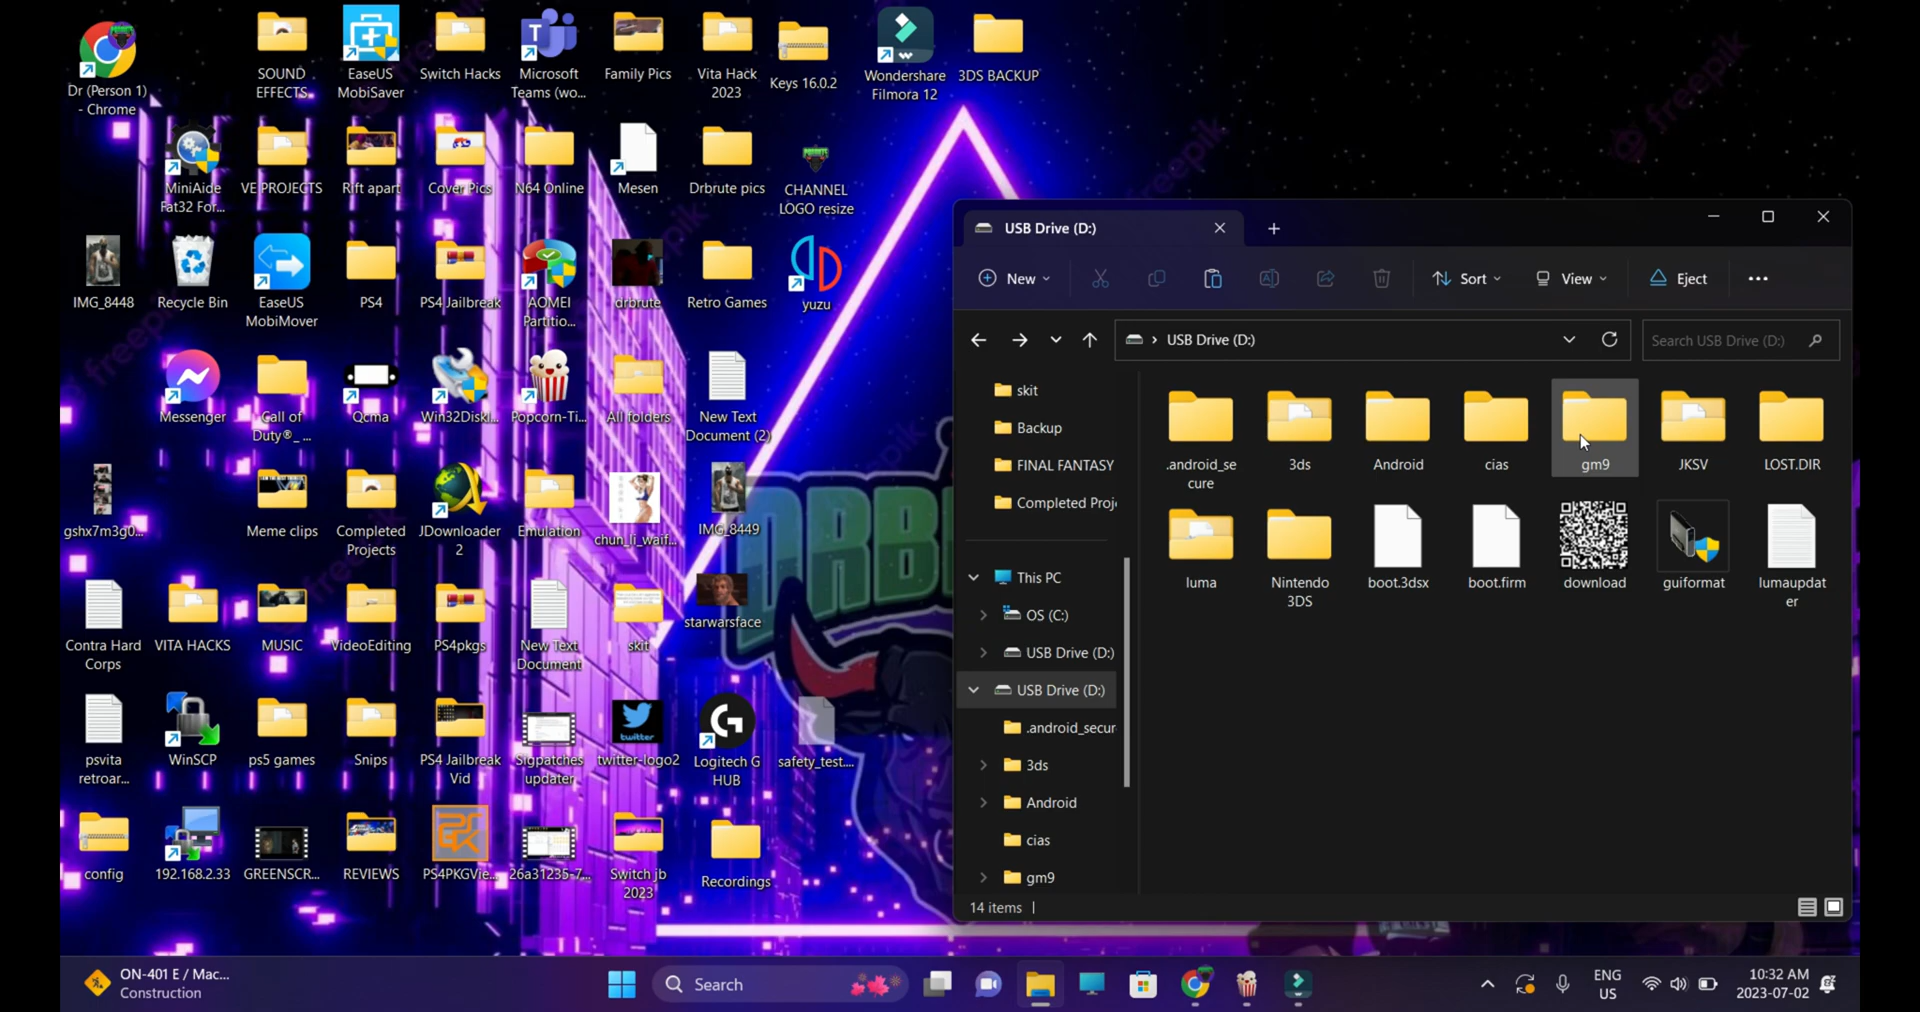 Dr (Person 1)
- Chrome
SOUND
EFFECTS
EaseUS
MobiSaver
Switch Hacks
Microsoft
Teams (wo...
Family Pics
Vita Hack
2023
Keys 16.0.2
Wondershare
Filmora 12
3DS BACKUP
MiniAide
Fat32 For...
VE PROJECTS
Rift apart
Cover Pics
N64 Online
Mesen
Drbrute pics
CHANNEL
LOGO resize
IMG_8448
Recycle Bin
EaseUS
MobiMover
PS4
PS4 Jailbreak
AOMEI
Partitio...
drbrute
Retro Games
yuzu
Messenger
Call of
Duty®_ ...
Qcma
Win32Diskl...
Popcorn-Ti...
All folders
New Text
Document (2)
gshx7m3g0...
Meme clips
Completed
Projects
JDownloader
2
Emulation
chun_li_waif...
IMG_8449
Contra Hard
Corps
VITA HACKS
MUSIC
VideoEditing
PS4pkgs
New Text
Document
skit
starwarsface
psvita
retroar...
WinSCP
ps5 games
Snips
PS4 Jailbreak
Vid
Sigpatches
updater
twitter
twitter-logo2
Logitech G
HUB
safety_test....
config
192.168.2.33
GREENSCR...
REVIEWS
PS4PKGVie...
26a31235-7...
Switch jb
2023
Recordings
freepik
USB Drive (D:)
New
Sort
View
Eject
USB Drive (D:)
Search USB Drive (D:)
skit
Backup
FINAL FANTASY
Completed Proj
This PC
OS (C:)
USB Drive (D:)
USB Drive (D:)
.android_secur
3ds
Android
cias
gm9
.android_se
cure
3ds
Android
cias
gm9
JKSV
LOST.DIR
luma
Nintendo
3DS
boot.3dsx
boot.firm
download
guiformat
lumaupdat
er
14 items
ON-401 E / Mac...
Construction
Search
ENG
US
10:32 AM
2023-07-02